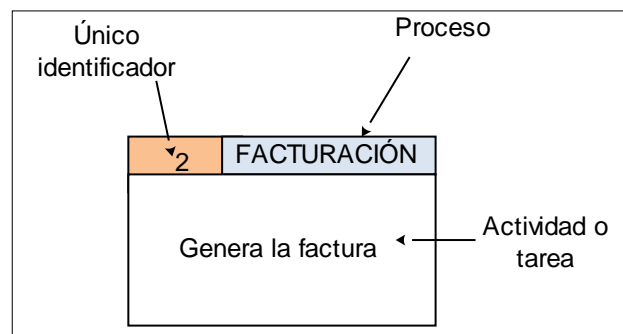 Único
identificador
Proceso
2
FACTURACIÓN
Genera la factura
Actividad o
tarea